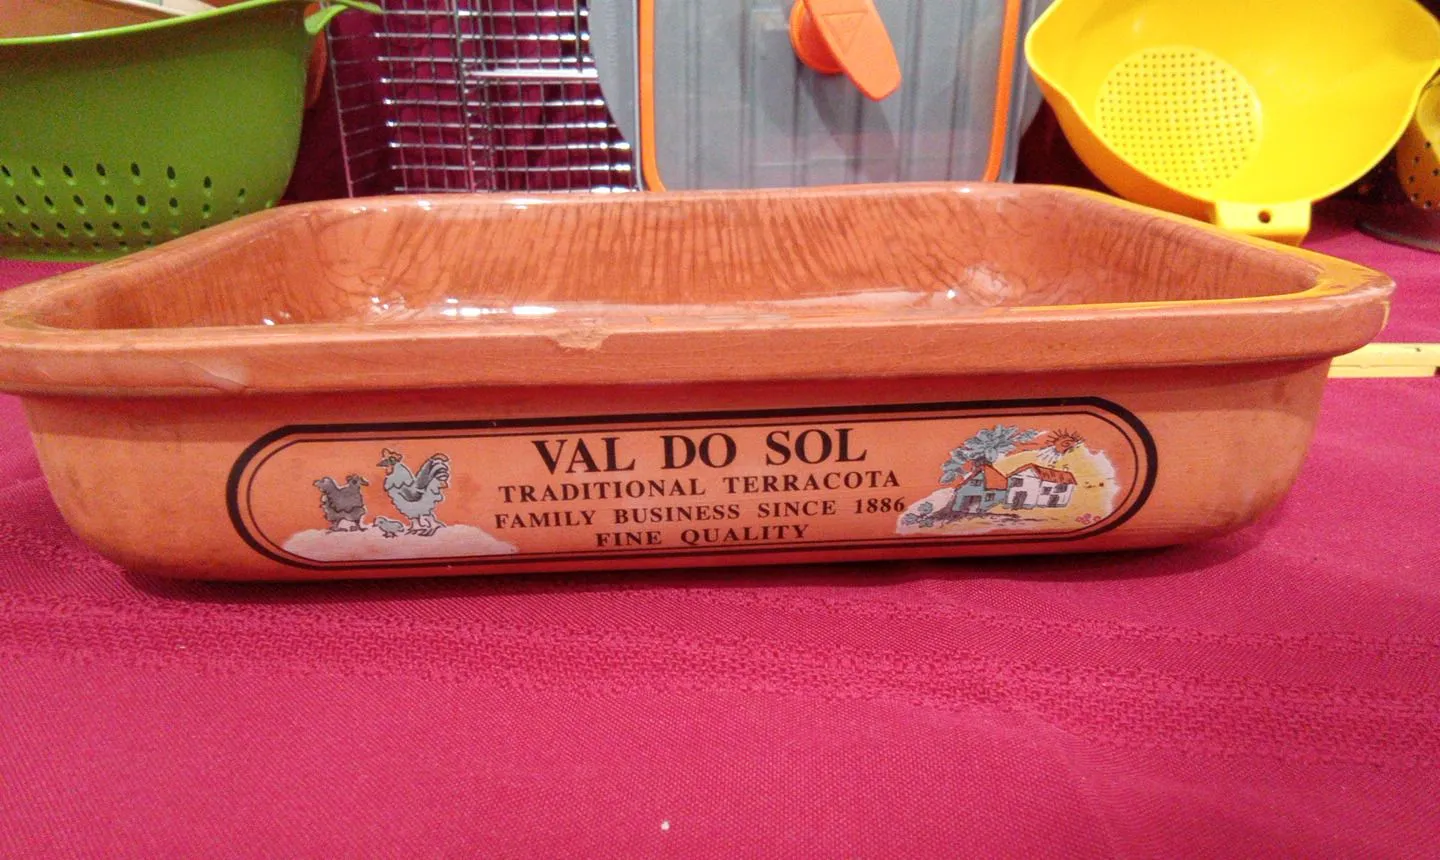 VAL DO SOL
TRADITIONAL TERRACOTA
FAMILY BUSINESS SINCE 1886
FINE QUALITY